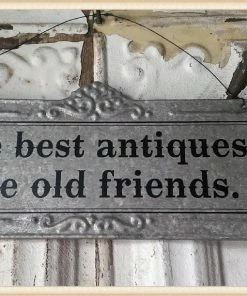 e best antiques
e old friends.